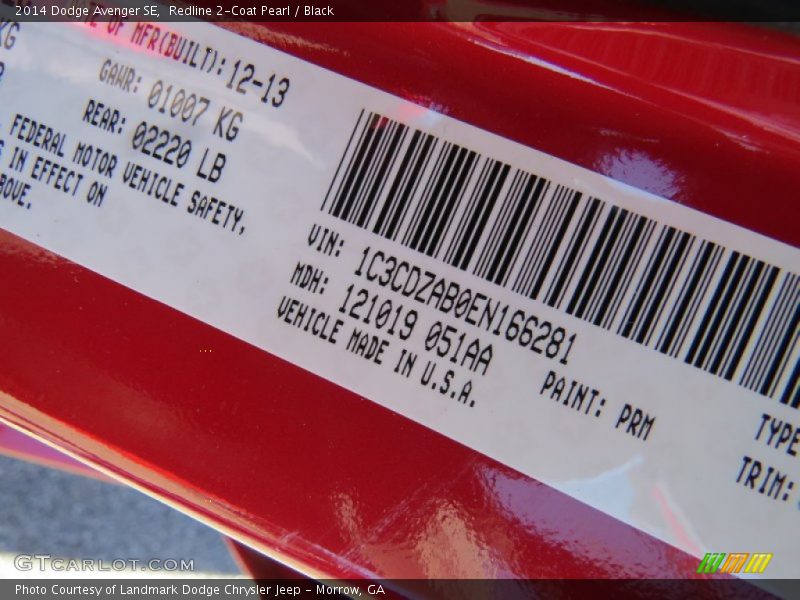 2014 Dodge Avenger SE, Redline 2-Coat Pearl / Black
OF MFR(BUILT): 12-13
KG
GAWR: 01007 KG
REAR: 02220 LB
FEDERAL MOTOR VEHICLE SAFETY,
IN EFFECT ON
VIN: 1C3CDZAB0EN166281
MDH: 121019 051AA
VEHICLE MADE IN U.S.A.
PAINT: PRM
TYPE
TRIM:
GTCARLOT.COM
Photo Courtesy of Landmark Dodge Chrysler Jeep - Morrow, GA